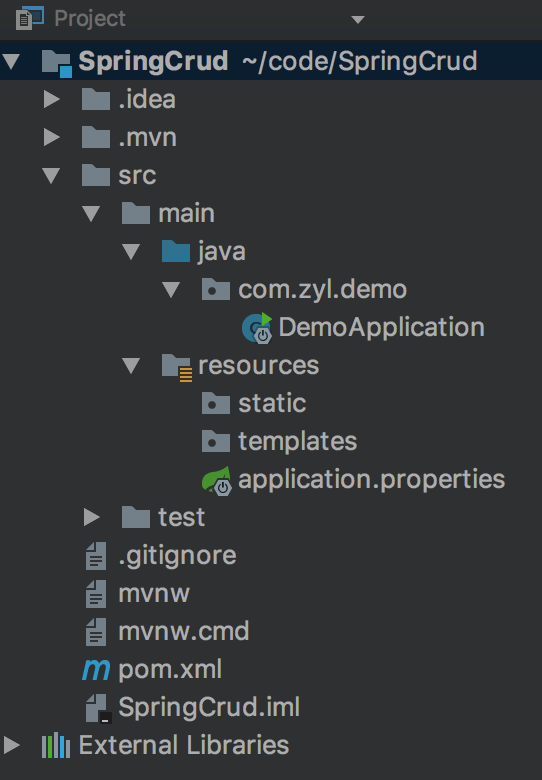 Project
SpringCrud ~/code/SpringCrud
.idea
.mvn
src
main
java
com.zyl.demo
DemoApplication
resources
static
templates
application.properties
test
.gitignore
mvnw
mvnw.cmd
pom.xml
SpringCrud.iml
External Libraries